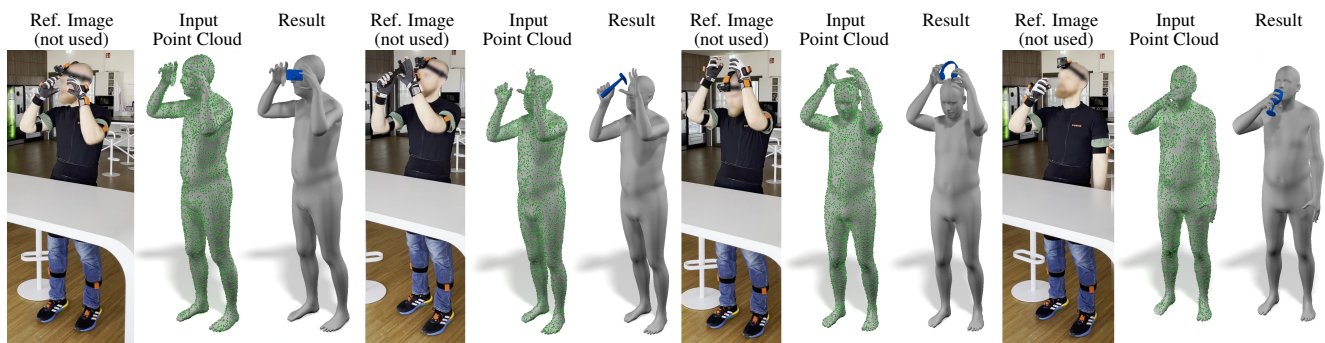 Ref. Image
(not used)
Input
Point Cloud
Result
Ref. Image
(not used)
Input
Point Cloud
Result
Ref. Image
(not used)
Input
Point Cloud
Result
Ref. Image
(not used)
Input
Point Cloud
Result